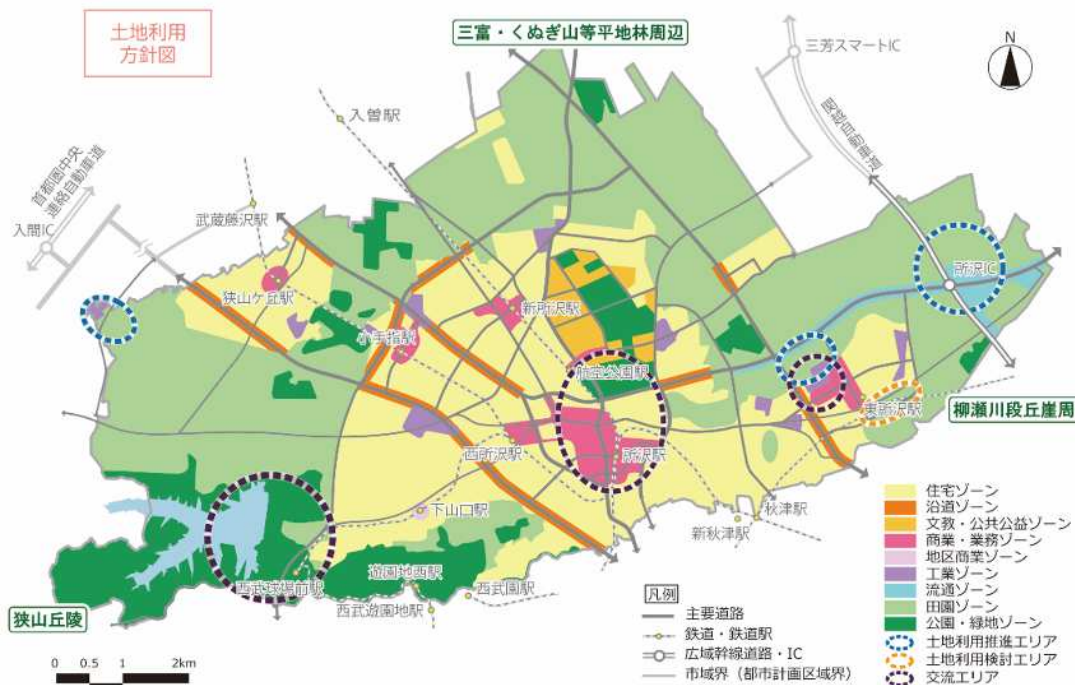 土地利用
方針図
三富・くぬぎ山等平地林周辺
三芳スマートIC
N
入曽駅
関越自動車道
首都圏中央
連絡自動車道
入間IC
武蔵藤沢駅
所沢IC
狭山ケ丘駅
新所沢駅
小手指駅
航空公園駅
東所沢駅
柳瀬川段丘崖周
西所沢駅
所沢駅
下山口駅
秋津駅
新秋津駅
西武球場前駅
遊園地西駅
西武園駅
西武遊園地駅
狭山丘陵
0 0.5 1 2km
凡例
主要道路
鉄道・鉄道駅
広域幹線道路・IC
市域界（都市計画区域界）
住宅ゾーン
沿道ゾーン
文教・公共公益ゾーン
商業・業務ゾーン
地区商業ゾーン
工業ゾーン
流通ゾーン
田園ゾーン
公園・緑地ゾーン
土地利用推進エリア
土地利用検討エリア
交流エリア